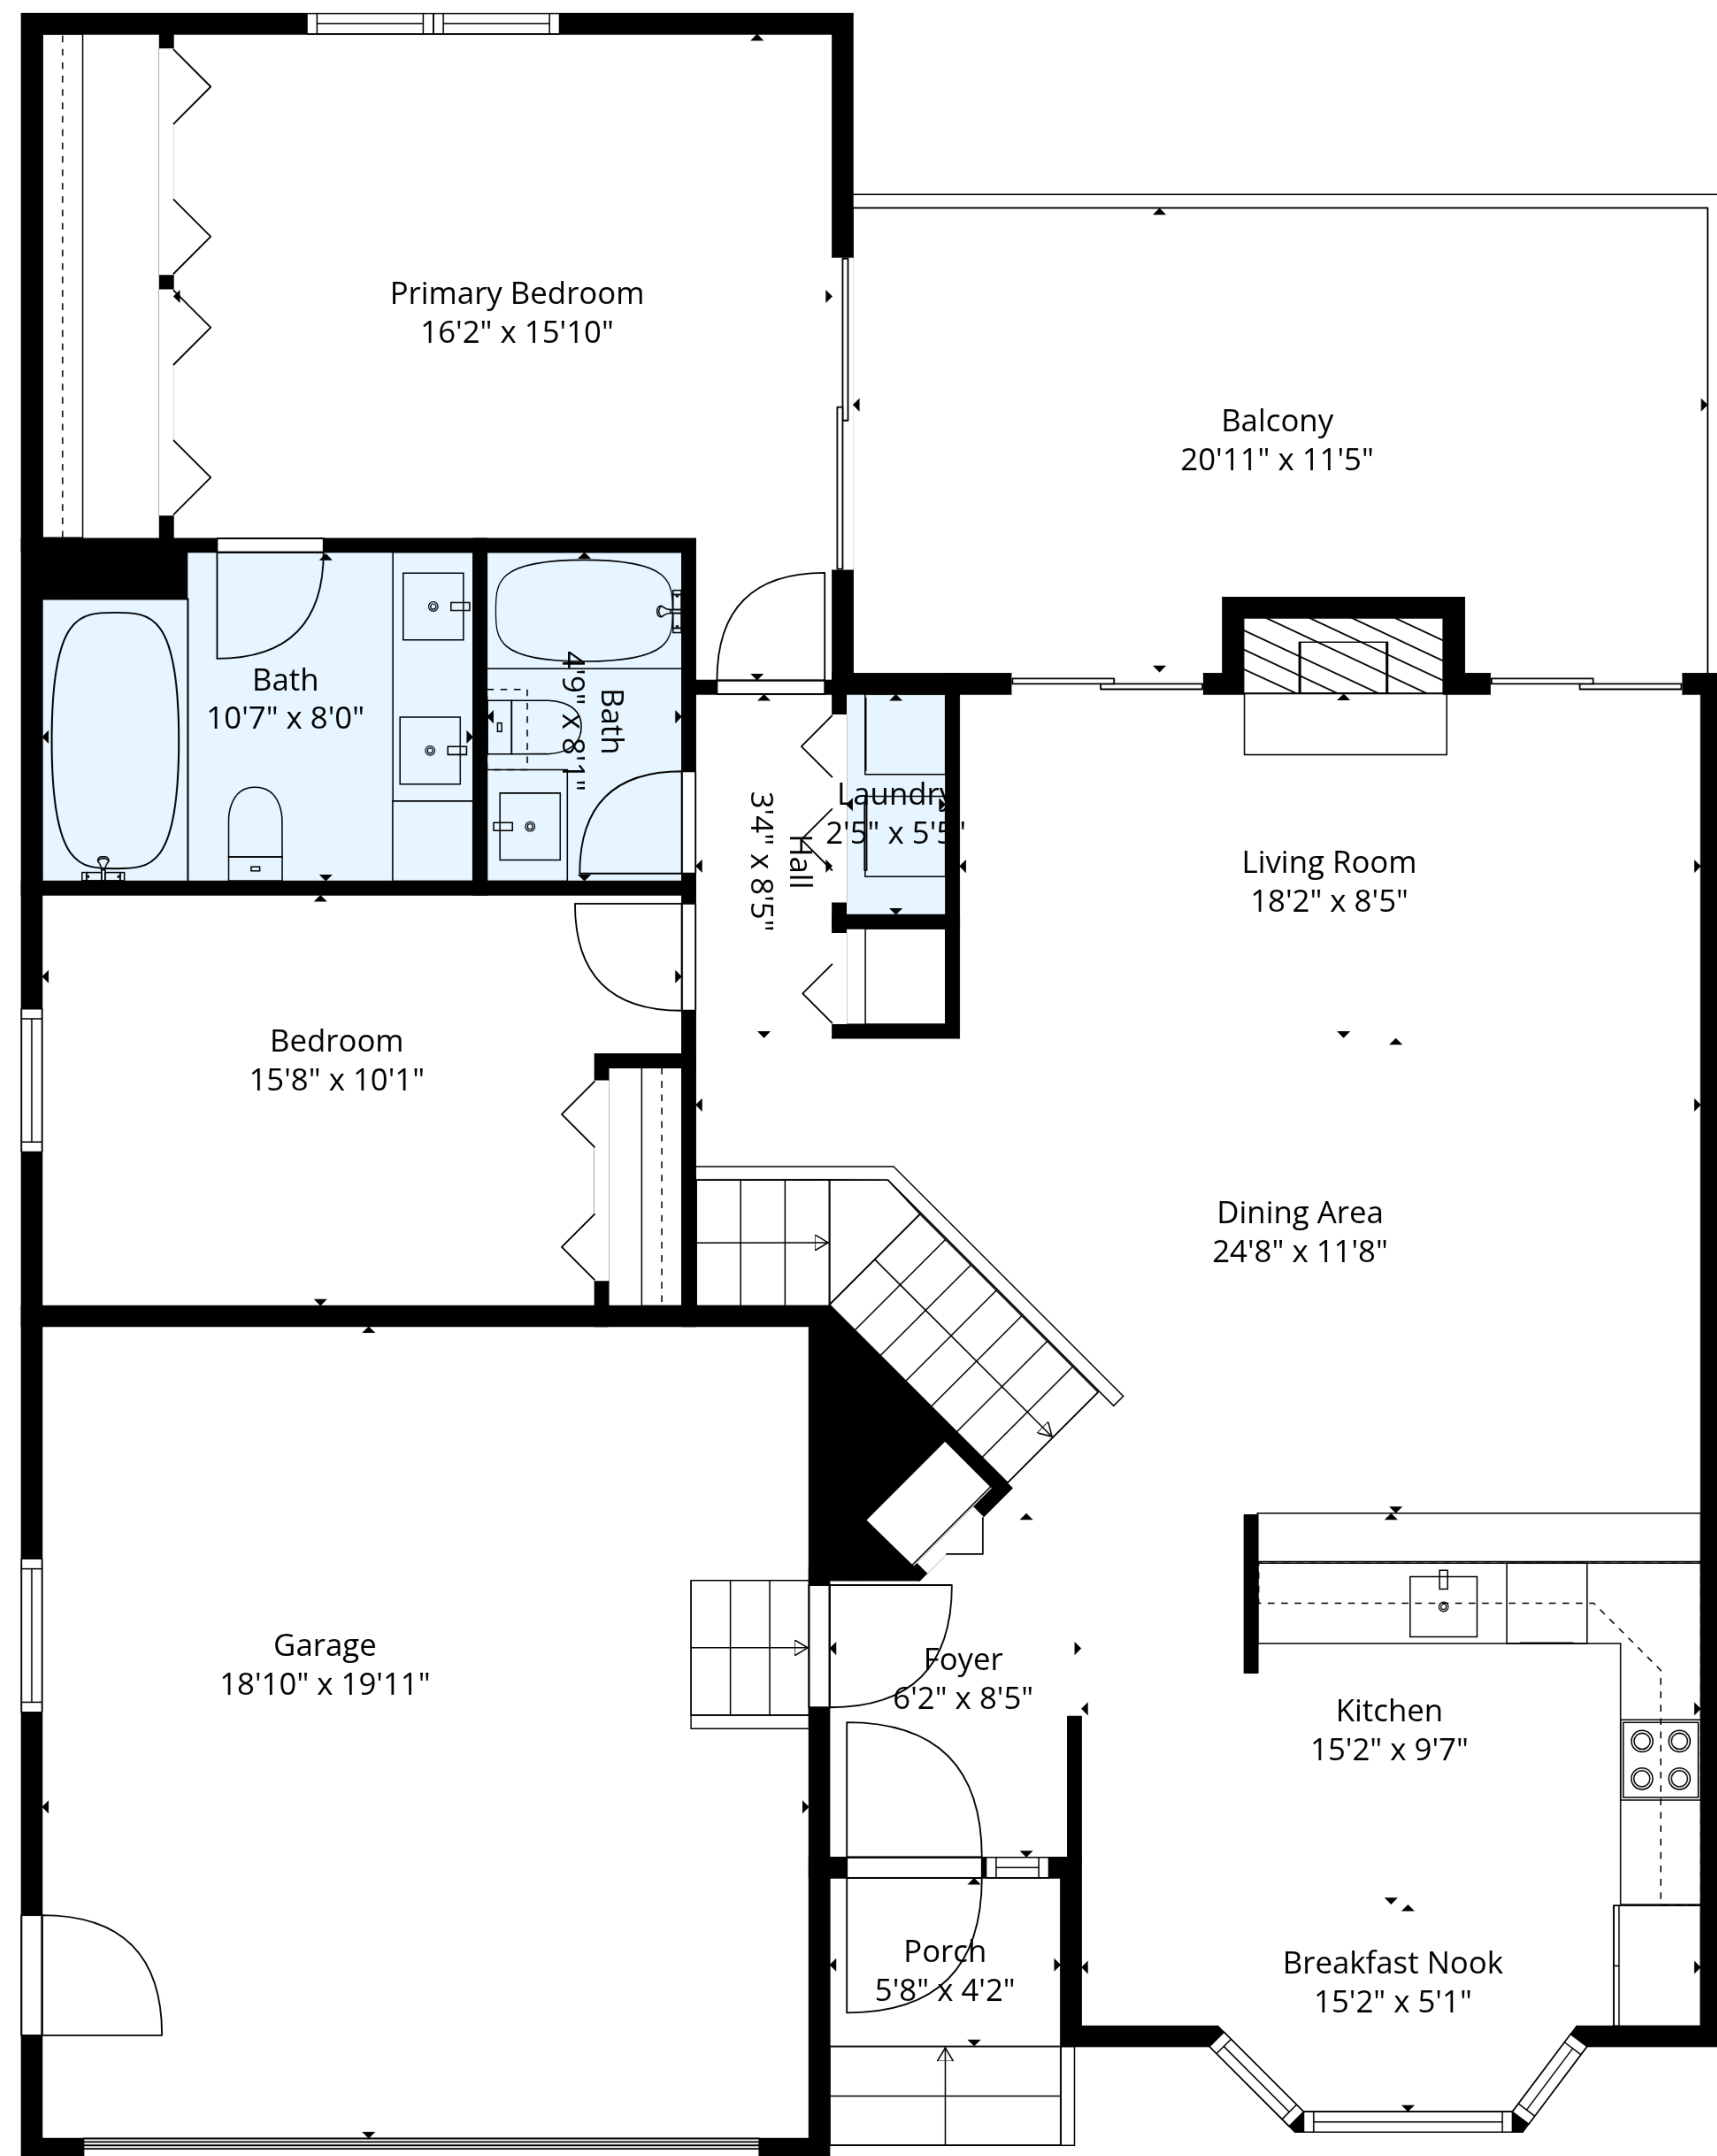 Primary Bedroom
16'2" x 15'10"
Balcony
20'11" x 11'5"
Bath
10'7" x 8'0"
Bath
4'9" x 8'1"
Laundry
2'5" x 5'5"
Hall
3'4" x 8'5"
Living Room
18'2" x 8'5"
Bedroom
15'8" x 10'1"
Dining Area
24'8" x 11'8"
Garage
18'10" x 19'11"
Foyer
6'2" x 8'5"
Kitchen
15'2" x 9'7"
Porch
5'8" x 4'2"
Breakfast Nook
15'2" x 5'1"